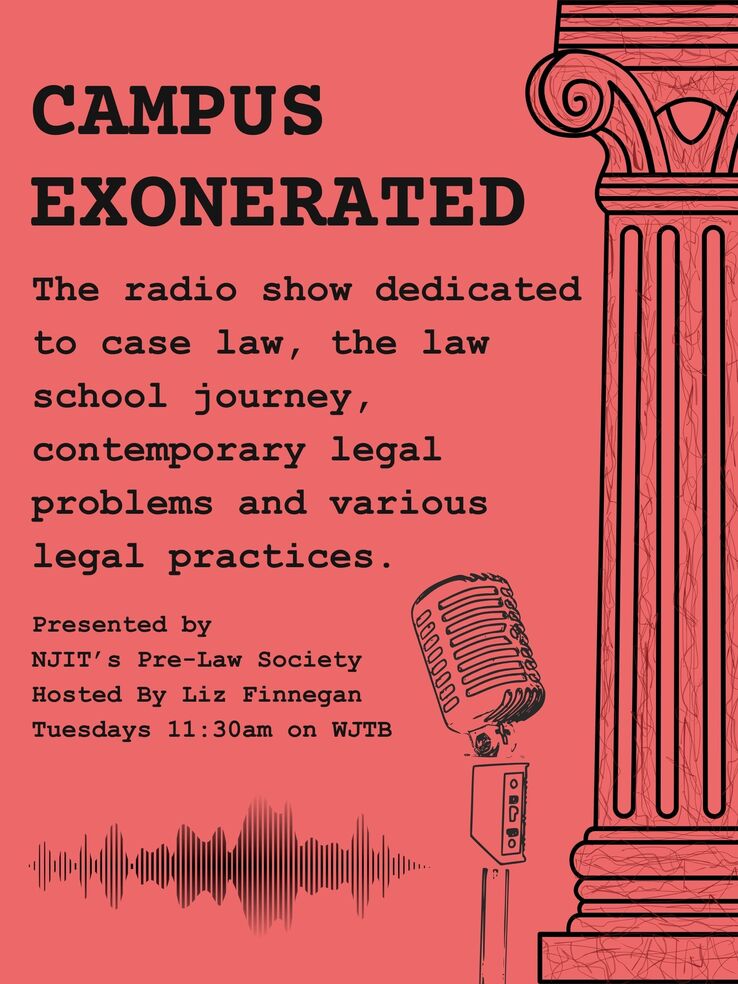 CAMPUS
EXONERATED
The radio show dedicated
to case law, the law
school journey,
contemporary legal
problems and various
legal practices.
Presented by
NJIT’s Pre-Law Society
Hosted By Liz Finnegan
Tuesdays 11:30am on WJTB